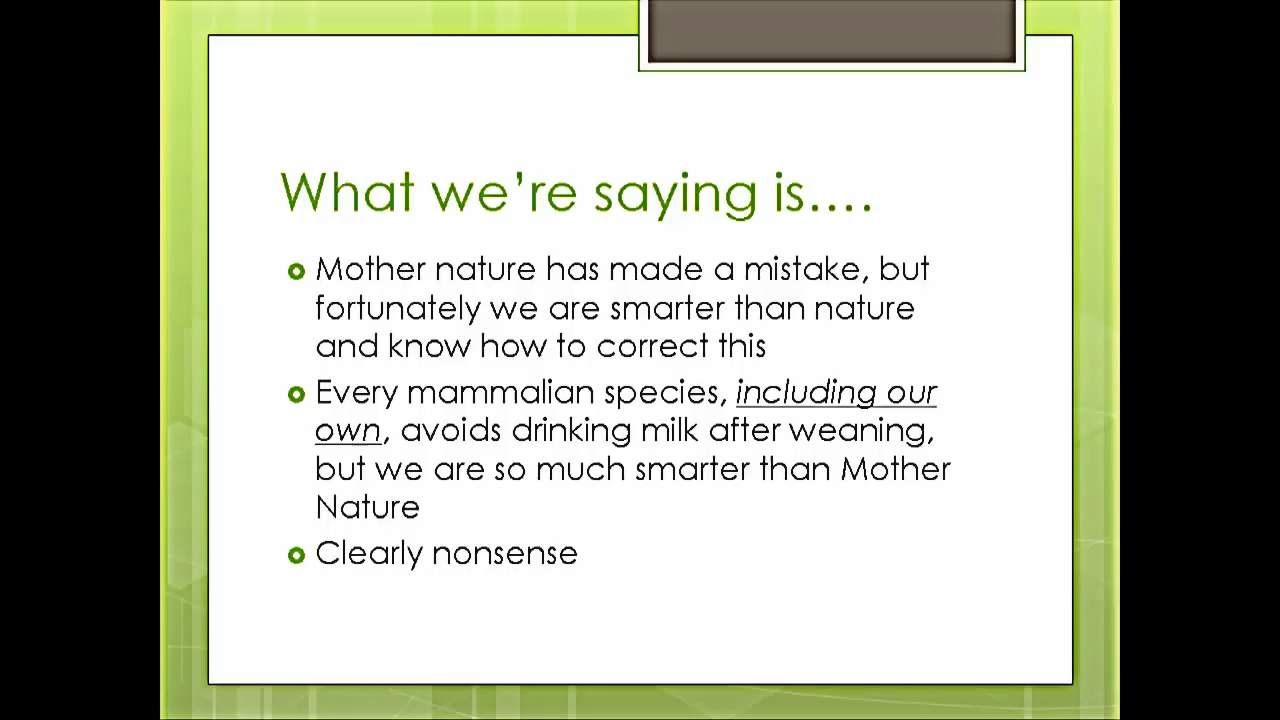 What we’re saying is….
Mother nature has made a mistake, but
fortunately we are smarter than nature
and know how to correct this
Every mammalian species, including our
own, avoids drinking milk after weaning,
but we are so much smarter than Mother
Nature
Clearly nonsense